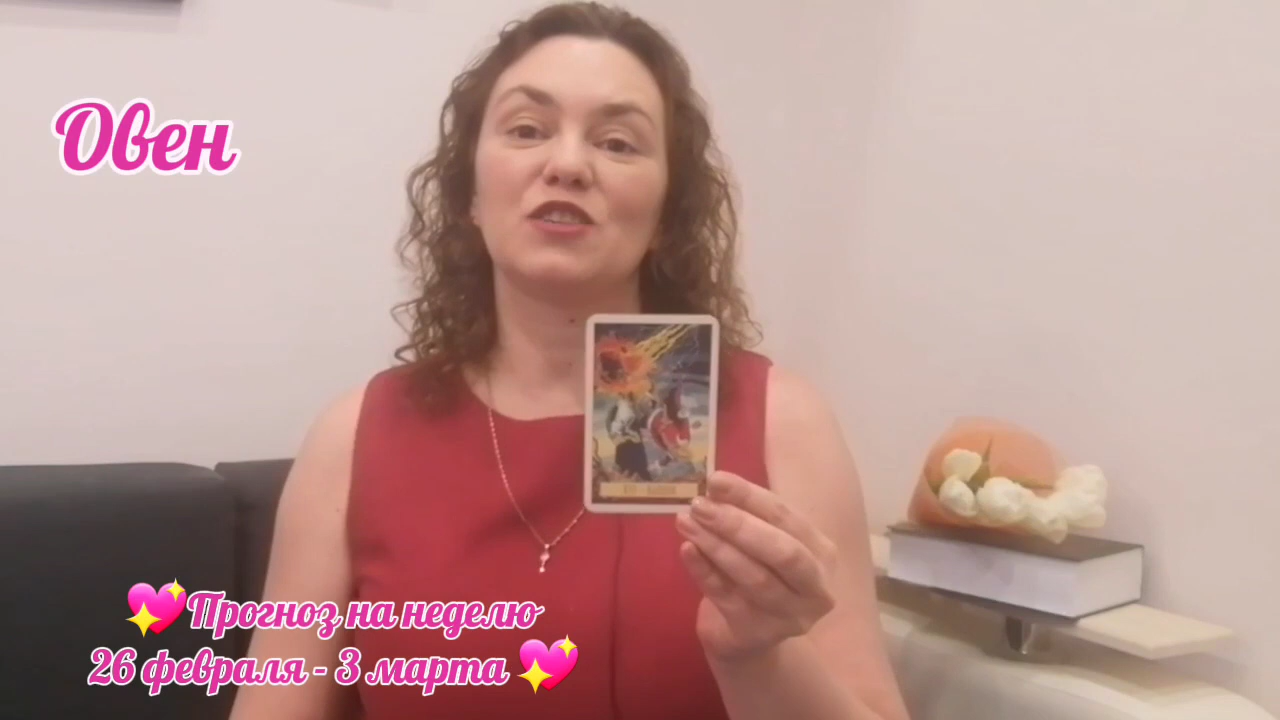 Овен
💖Прогноз на неделю
26 февраля - 3 марта 💖